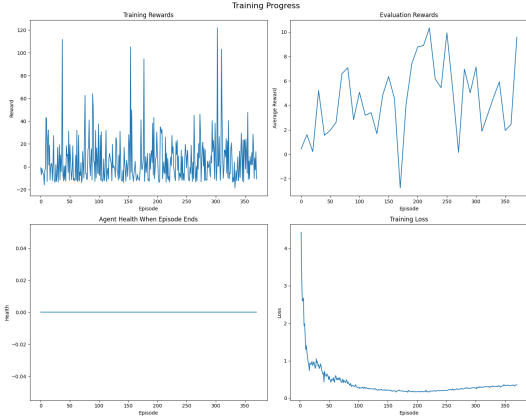 Training Progress
Training Rewards
120
100
80
60
40
20
0
−20
Reward
0 50 100 150 200 250 300 350
Episode
Evaluation Rewards
10
8
6
4
2
0
−2
Average Reward
0 50 100 150 200 250 300 350
Episode
Agent Health When Episode Ends
0.04
0.02
0.00
−0.02
−0.04
Health
0 50 100 150 200 250 300 350
Episode
Training Loss
4
3
2
1
0
Loss
0 50 100 150 200 250 300 350
Episode